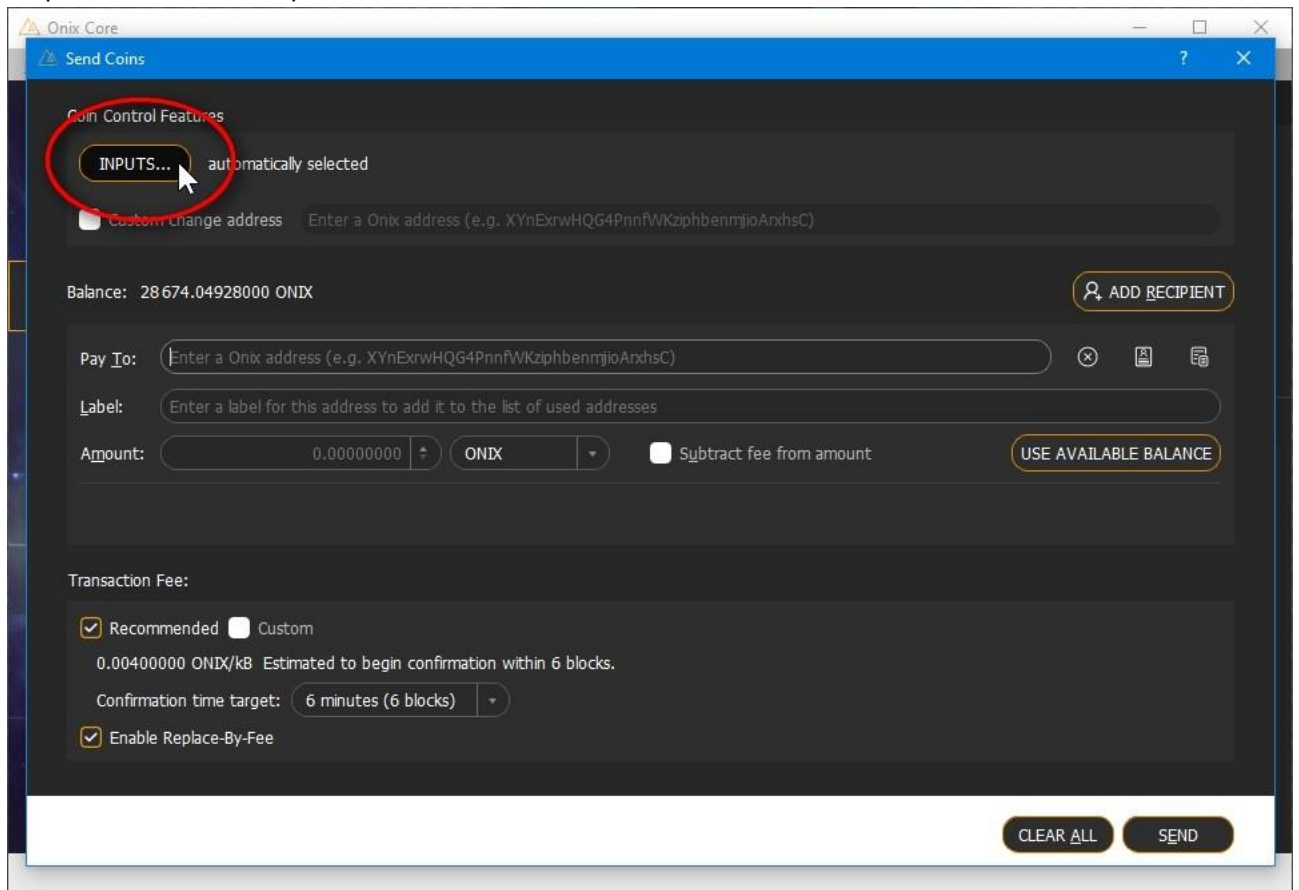 Onix Core
Send Coins
Coin Control Features
INPUTS... automatically selected
Custom change address Enter a Onix address (e.g. XYnExrwHQG4PnnfWKziphbenmjioArxhsC)
Balance: 28 674.04928000 ONIX ADD RECIPIENT
Pay To: Enter a Onix address (e.g. XYnExrwHQG4PnnfWKziphbenmjioArxhsC)
Label: Enter a label for this address to add it to the list of used addresses
Amount: 0.00000000 ONIX Subtract fee from amount USE AVAILABLE BALANCE
Transaction Fee:
Recommended Custom
0.00400000 ONIX/kB Estimated to begin confirmation within 6 blocks.
Confirmation time target: 6 minutes (6 blocks)
Enable Replace-By-Fee
CLEAR ALL SEND